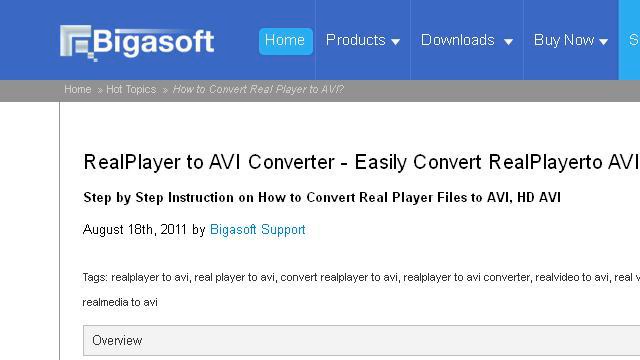 Bigasoft
Home Products Downloads Buy Now S
Home » Hot Topics » How to Convert Real Player to AVI?
RealPlayer to AVI Converter - Easily Convert RealPlayerto AVI
Step by Step Instruction on How to Convert Real Player Files to AVI, HD AVI
August 18th, 2011 by Bigasoft Support
Tags: realplayer to avi, real player to avi, convert realplayer to avi, realplayer to avi converter, realvideo to avi, real v
realmedia to avi
Overview